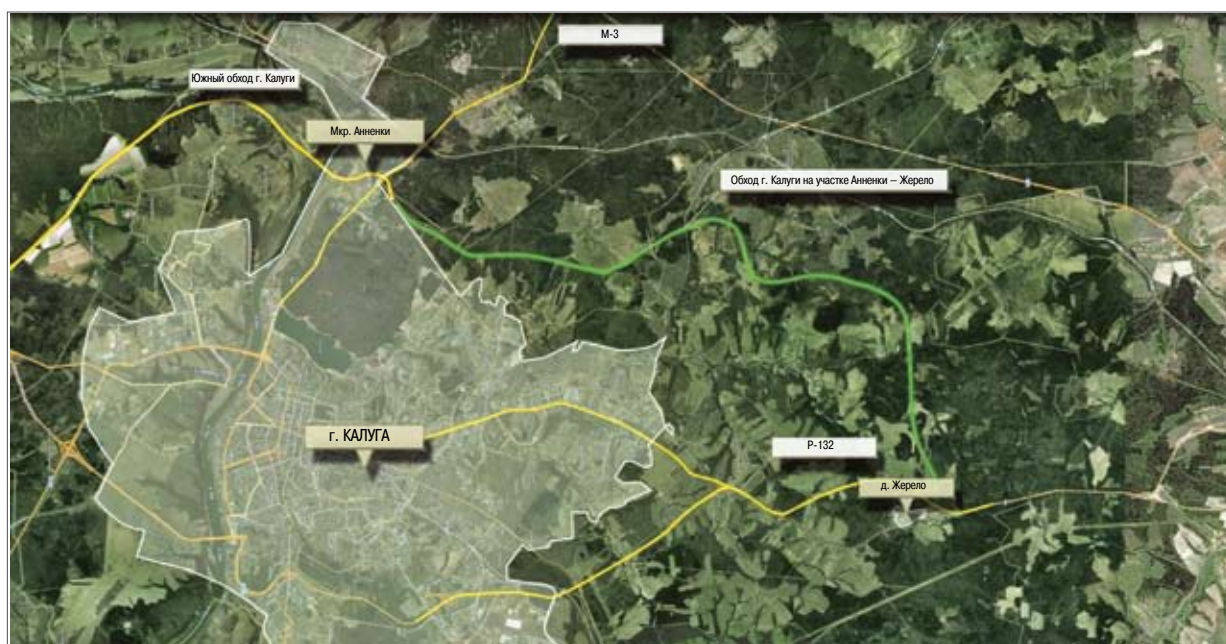 М-3
Южный обход г. Калуги
Мкр. Анненки
Обход г. Калуги на участке Анненки – Жерело
г. КАЛУГА
Р-132
д. Жерело